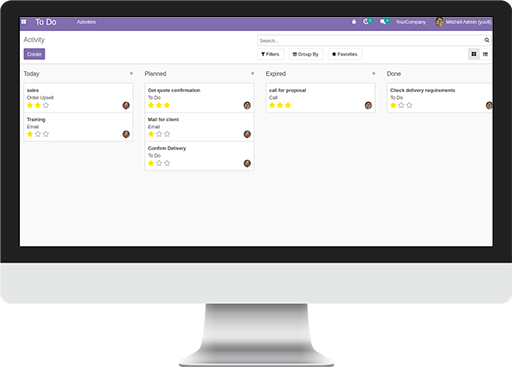 To Do Activities YourCompany Mitchell Admin (yuu9)
Activity
Search...
Create Filters Group By Favorites
Today Planned Expired Done
sales
Order Upsell
Training
Email
Get quote confirmation
To Do
Mail for client
Email
Confirm Delivery
To Do
call for proposal
Call
Check delivery requirements
To Do